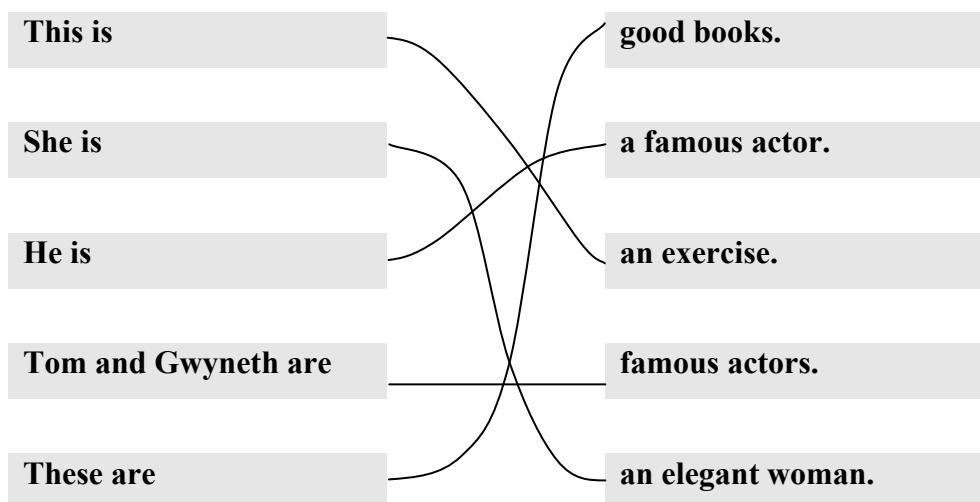 This is
good books.
She is
a famous actor.
He is
an exercise.
Tom and Gwyneth are
famous actors.
These are
an elegant woman.